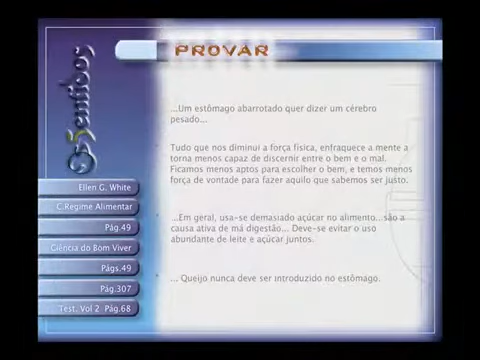 PROVAR
Os 5 entidos
...Um estômago abarrotado quer dizer um cérebro
pesado...
Tudo que nos diminui a força física, enfraquece a mente a
torna menos capaz de discernir entre o bem e o mal.
Ficamos menos aptos para escolher o bem, e temos menos
força de vontade para fazer aquilo que sabemos ser justo.
...Em geral, usa-se demasiado açúcar no alimento...são a
causa ativa de má digestão... Deve-se evitar o uso
abundante de leite e açúcar juntos.
... Queijo nunca deve ser introduzido no estômago.
Ellen G. White
C.Regime Alimentar
Pág.49
Ciência do Bom Viver
Págs.49
Pág.307
Test. Vol 2 Pág.68